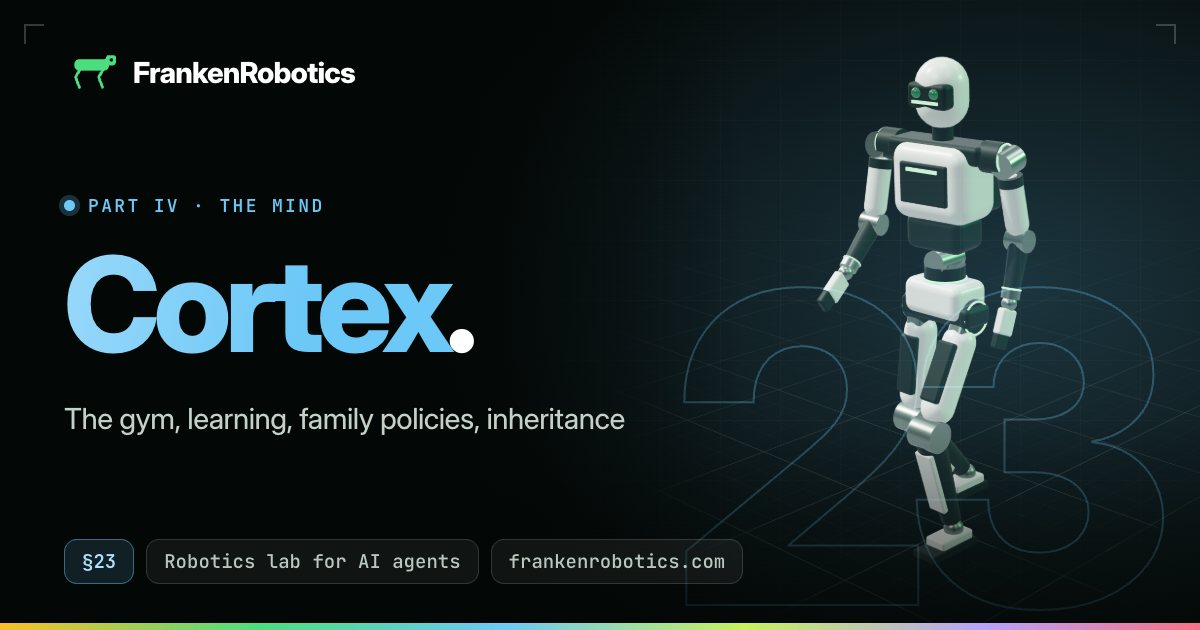 FrankenRobotics
PART IV · THE MIND
Cortex.
The gym, learning, family policies, inheritance
23
§23
Robotics lab for AI agents
frankenrobotics.com